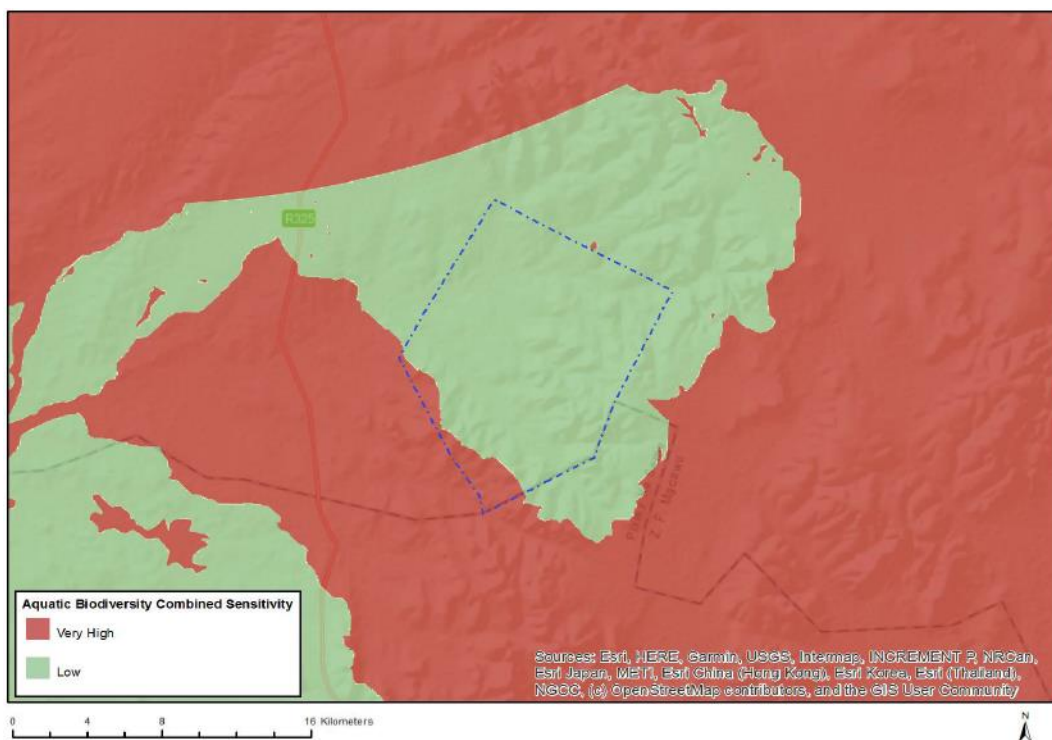 R325
Z F Mgcawu
Aquatic Biodiversity Combined Sensitivity
Very High
Low
Sources: Esri, HERE, Garmin, USGS, Intermap, INCREMENT P, NRCan,
Esri Japan, METI, Esri China (Hong Kong), Esri Korea, Esri (Thailand),
NGCC, (c) OpenStreetMap contributors, and the GIS User Community
0 4 8 16 Kilometers
N